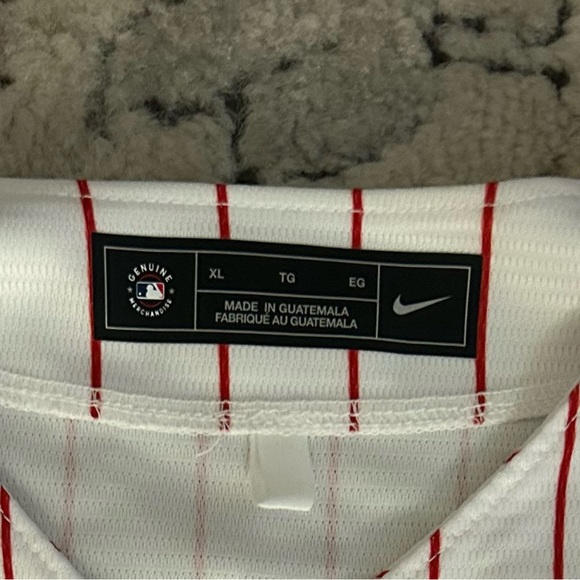 GENUINE
MERCHANDISE
XL TG EG
MADE IN GUATEMALA
FABRIQUÉ AU GUATEMALA